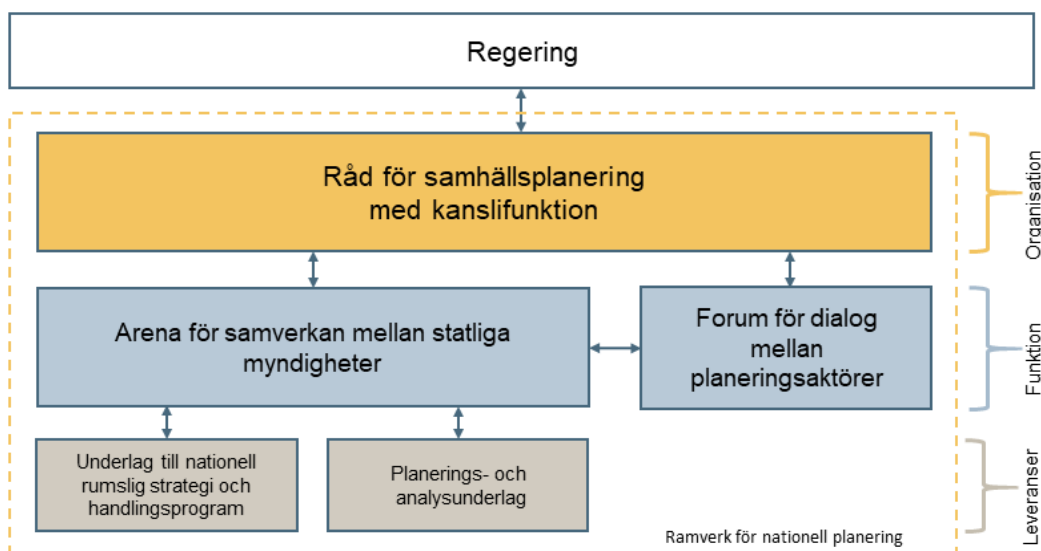 Regering
Råd för samhällsplanering
med kanslifunktion
Organisation
Arena för samverkan mellan statliga
myndigheter
Forum för dialog
mellan
planeringsaktörer
Funktion
Underlag till nationell
rumslig strategi och
handlingsprogram
Planerings- och
analysunderlag
Leveranser
Ramverk för nationell planering